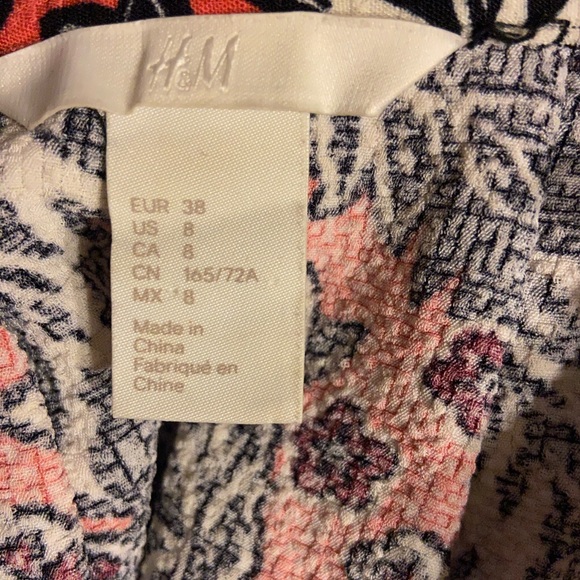 H&M
EUR 38
US 8
CA 8
CN 165/72A
MX 8
Made in
China
Fabriqué en
Chine